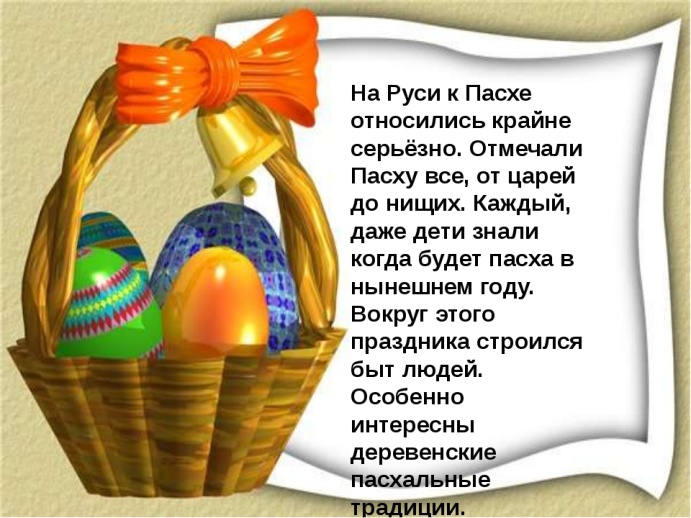 На Руси к Пасхе
относились крайне
серьёзно. Отмечали
Пасху все, от царей
до нищих. Каждый,
даже дети знали
когда будет пасха в
нынешнем году.
Вокруг этого
праздника строился
быт людей.
Особенно
интересны
деревенские
пасхальные
традиции.